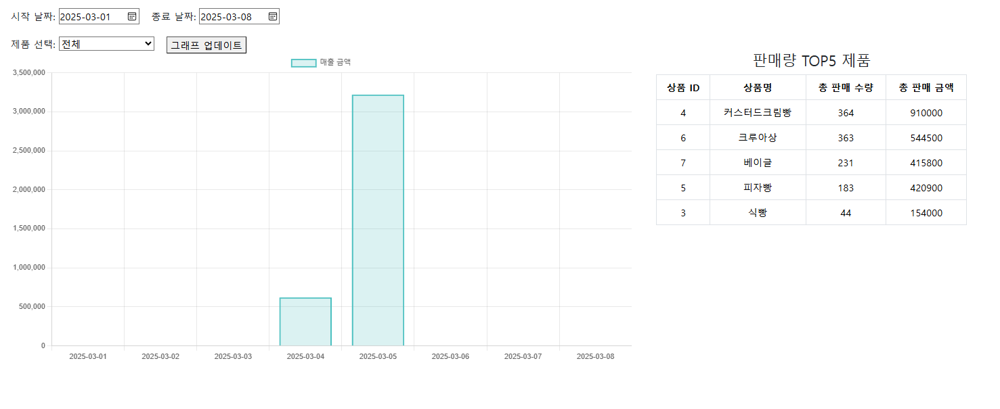 시작 날짜: 2025-03-01 종료 날짜: 2025-03-08
제품 선택: 전체 그래프 업데이트
매출 금액
3,500,000
3,000,000
2,500,000
2,000,000
1,500,000
1,000,000
500,000
0
2025-03-01 2025-03-02 2025-03-03 2025-03-04 2025-03-05 2025-03-06 2025-03-07 2025-03-08
판매량 TOP5 제품
상품 ID 상품명 총 판매 수량 총 판매 금액
4 커스터드크림빵 364 910000
6 크루아상 363 544500
7 베이글 231 415800
5 피자빵 183 420900
3 식빵 44 154000